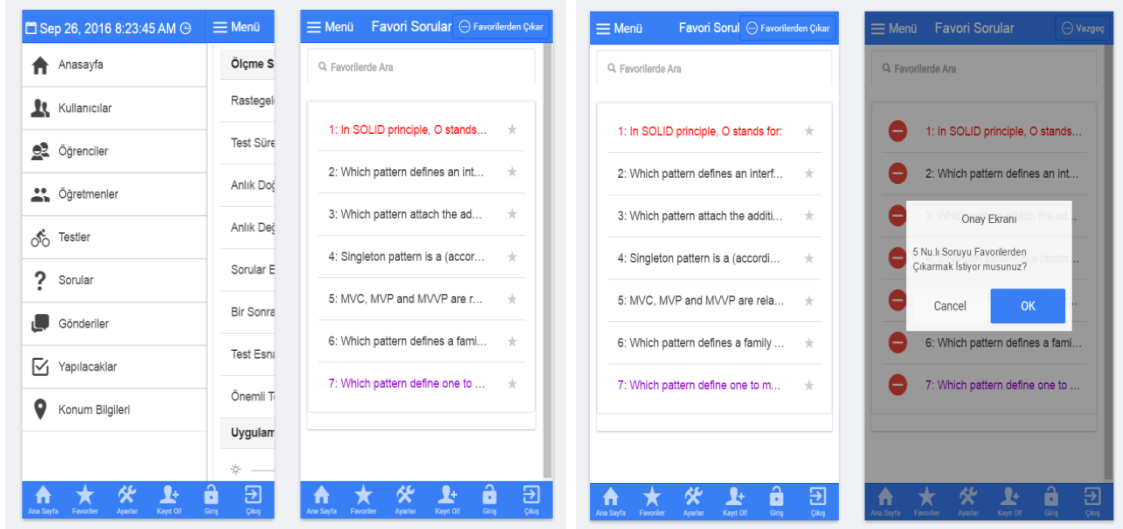 Sep 26, 2016 8:23:45 AM
Menü
Anasayfa
Kullanıcılar
Öğrenciler
Öğretmenler
Testler
Sorular
Gönderiler
Yapılacaklar
Konum Bilgileri
Ölçme S
Rastegel
Test Süre
Anlık Doğ
Anlık Değ
Sorular E
Bir Sonra
Test Esna
Önemli T
Uygulam
Ana Sayfa Favoriler Ayarlar Kayıt Ol! Giriş Çıkış
Menü Favori Sorular Favorilerden Çıkar
Favorilerde Ara
1: In SOLID principle, O stands...
2: Which pattern defines an int...
3: Which pattern attach the ad...
4: Singleton pattern is a (accor...
5: MVC, MVP and MVVP are r...
6: Which pattern defines a fami...
7: Which pattern define one to ...
Ana Sayfa Favoriler Ayarlar Kayıt Ol! Giriş Çıkış
Menü Favori Sorul Favorilerden Çıkar
Favorilerde Ara
1: In SOLID principle, O stands for:
2: Which pattern defines an interf...
3: Which pattern attach the additi...
4: Singleton pattern is a (accordi...
5: MVC, MVP and MVVP are rela...
6: Which pattern defines a family ...
7: Which pattern define one to m...
Ana Sayfa Favoriler Ayarlar Kayıt Ol! Giriş Çıkış
Menü Favori Sorular Vazgeç
Favorilerde Ara
1: In SOLID principle, O stands...
2: Which pattern defines an int...
3: Which pattern attach the ad...
Onay Ekranı
5 Nu.lı Soruyu Favorilerden
Çıkarmak İstiyor musunuz?
Cancel OK
6: Which pattern defines a fami...
7: Which pattern define one to ...
Ana Sayfa Favoriler Ayarlar Kayıt Ol! Giriş Çıkış